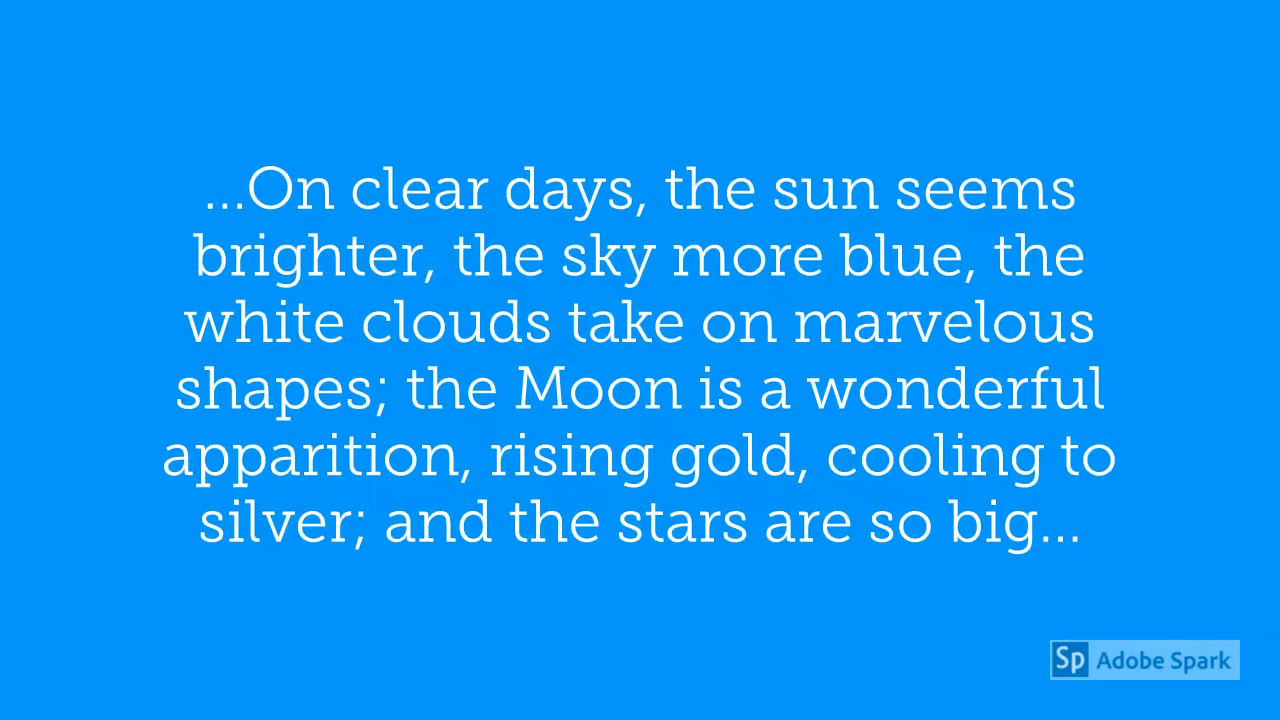 ...On clear days, the sun seems
brighter, the sky more blue, the
white clouds take on marvelous
shapes; the Moon is a wonderful
apparition, rising gold, cooling to
silver; and the stars are so big...
Sp Adobe Spark